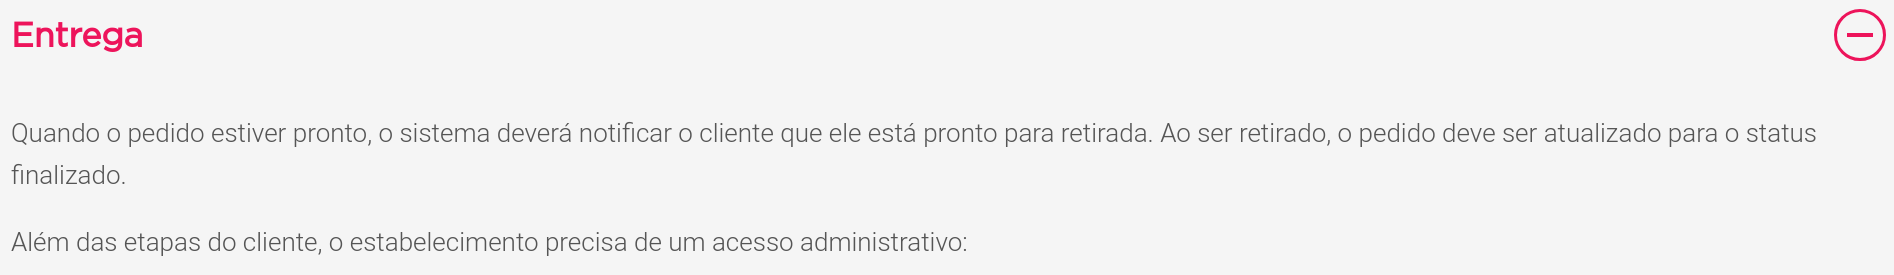 Entrega
Quando o pedido estiver pronto, o sistema deverá notificar o cliente que ele está pronto para retirada. Ao ser retirado, o pedido deve ser atualizado para o status
finalizado.
Além das etapas do cliente, o estabelecimento precisa de um acesso administrativo: